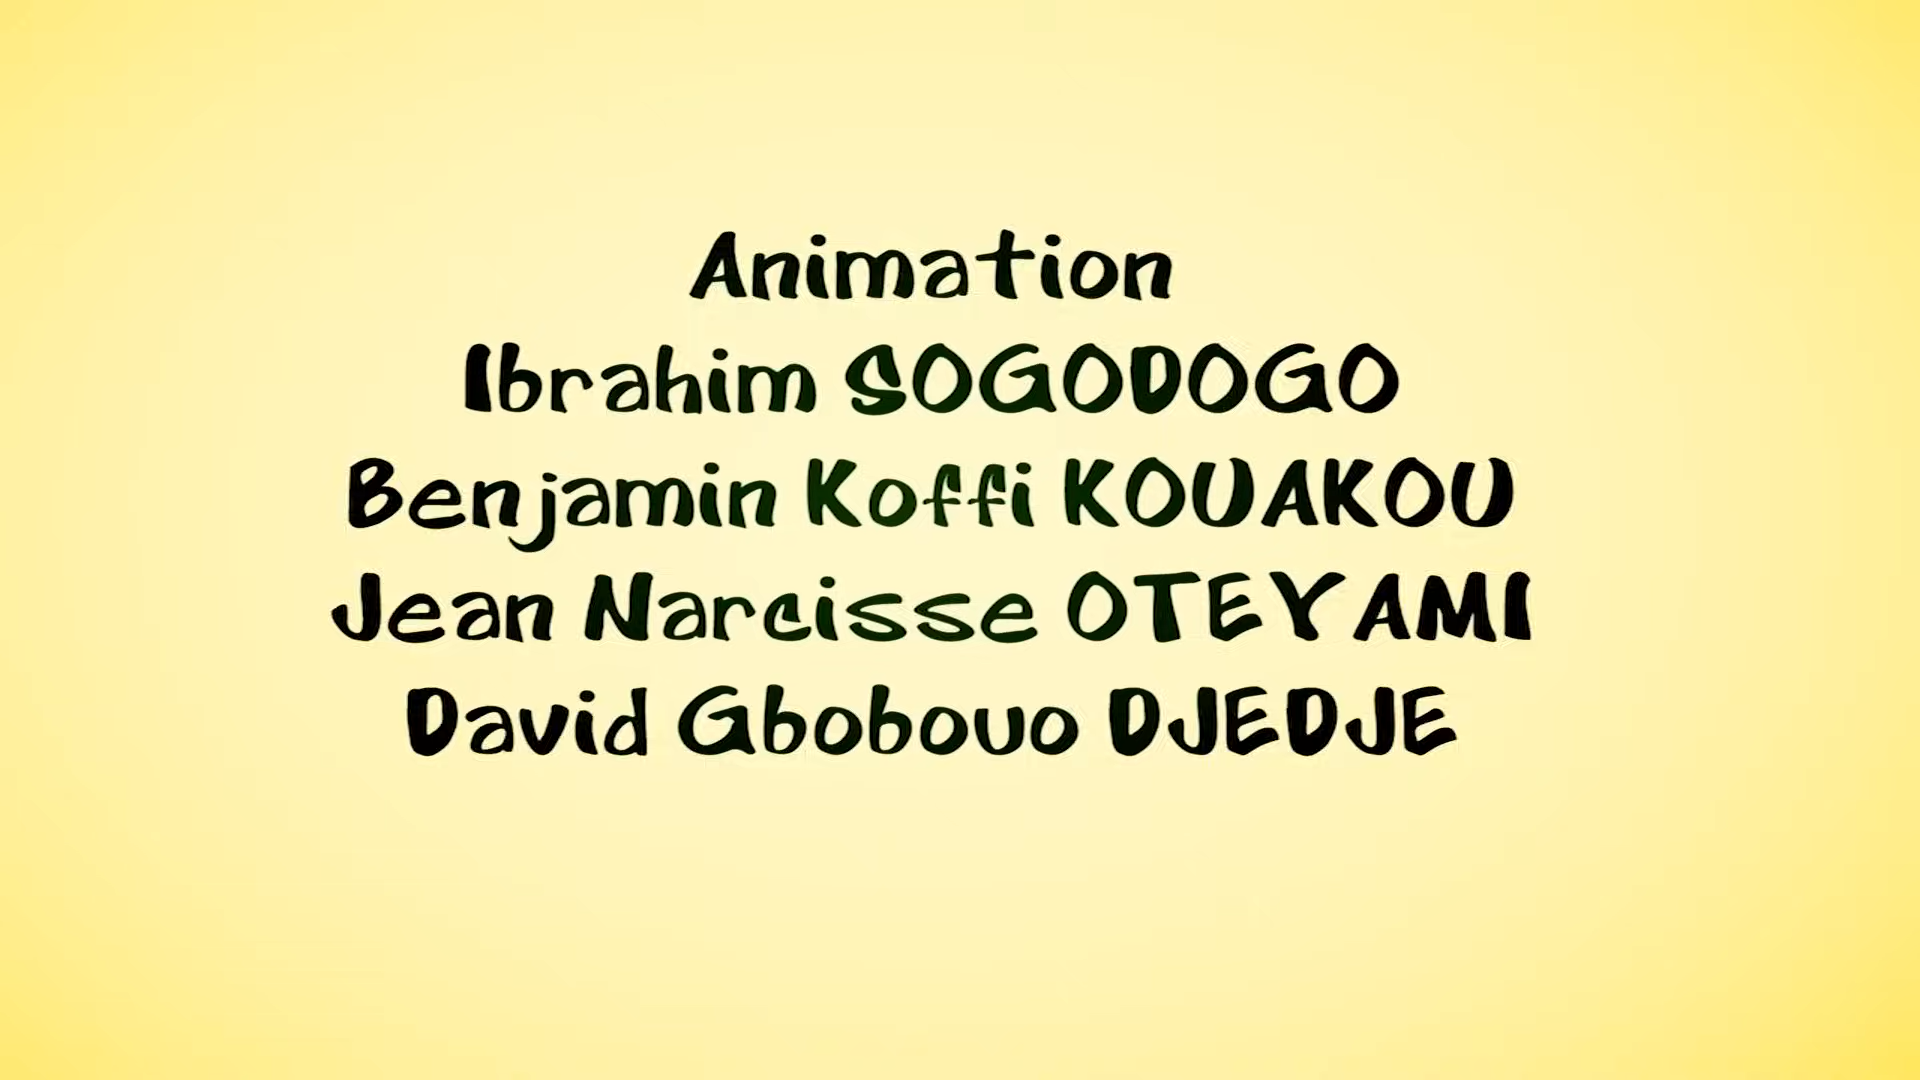 Animation
Ibrahim SOGODOGO
Benjamin Koffi KOUAKOU
Jean Narcisse OTEYAMI
David Gbobouo DJEDJE